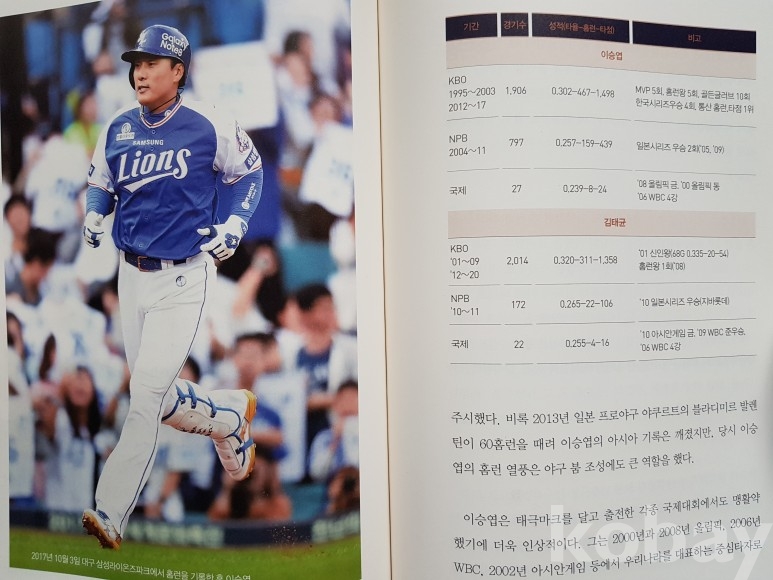 Galaxy
Note8
SAMSUNG
Lions
2017년 10월 3일 대구 삼성라이온즈파크에서 홈런을 기록한 후 이승엽
기간 경기수 성적(타율-홈런-타점) 비고
이승엽
KBO
1995~2003
2012~17
1,906 0.302-467-1,498
MVP 5회, 홈런왕 5회, 골든글러브 10회
한국시리즈우승 4회, 통산 홈런,타점 1위
NPB
2004~11
797 0.257-159-439 일본시리즈 우승 2회('05, '09)
국제 27 0.239-8-24
'08 올림픽 금, '00 올림픽 동
'06 WBC 4강
김태균
KBO
'01~09
'12~20
2,014 0.320-311-1,358
'01 신인왕(68G 0.335-20-54)
홈런왕 1회('08)
NPB
'10~11
172 0.265-22-106 '10 일본시리즈 우승(지바롯데)
국제 22 0.255-4-16
'10 아시안게임 금, '09 WBC 준우승,
'06 WBC 4강
주시했다. 비록 2013년 일본 프로야구 야쿠르트의 블라디미르 발렌
틴이 60홈런을 때려 이승엽의 아시아 기록은 깨졌지만, 당시 이승
엽의 홈런 열풍은 야구 붐 조성에도 큰 역할을 했다.
이승엽은 태극마크를 달고 출전한 각종 국제대회에서도 맹활약
했기에 더욱 인상적이다. 그는 2000년과 2008년 올림픽, 2006년
WBC, 2002년 아시안게임 등에서 우리나라를 대표하는 중심타자로
kobay